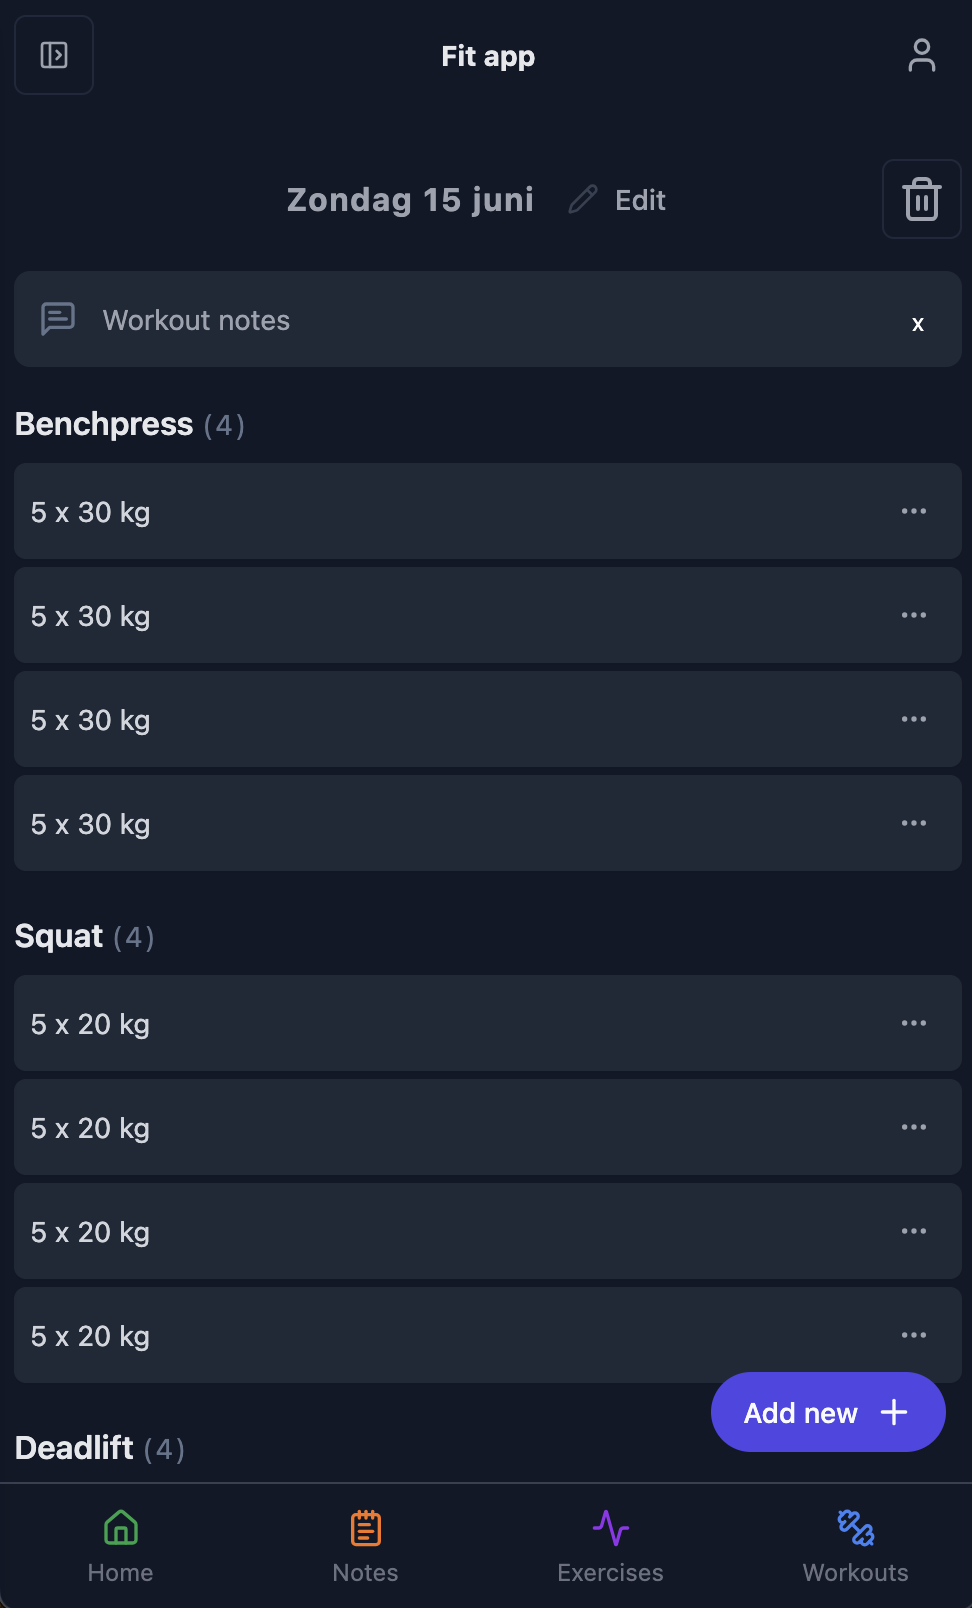 Fit app
Zondag 15 juni Edit
Workout notes x
Benchpress (4)
5 x 30 kg
5 x 30 kg
5 x 30 kg
5 x 30 kg
Squat (4)
5 x 20 kg
5 x 20 kg
5 x 20 kg
5 x 20 kg
Add new
Deadlift (4)
Home Notes Exercises Workouts